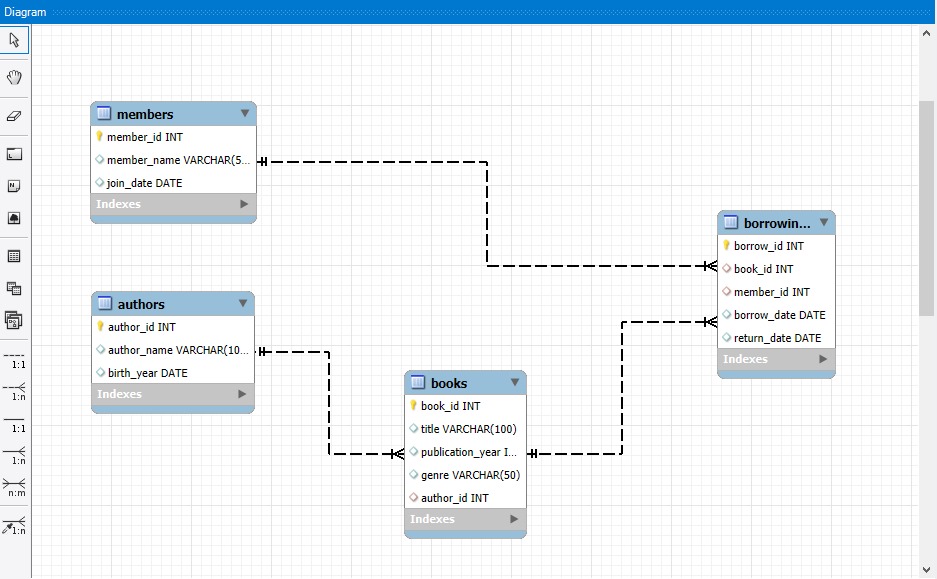 Diagram
members
member_id INT
member_name VARCHAR(5...
join_date DATE
Indexes
borrowin...
borrow_id INT
book_id INT
member_id INT
borrow_date DATE
return_date DATE
Indexes
authors
author_id INT
author_name VARCHAR(10...
birth_year DATE
Indexes
books
book_id INT
title VARCHAR(100)
publication_year I...
genre VARCHAR(50)
author_id INT
Indexes
1:1
1:n
1:1
1:n
n:m
1:n